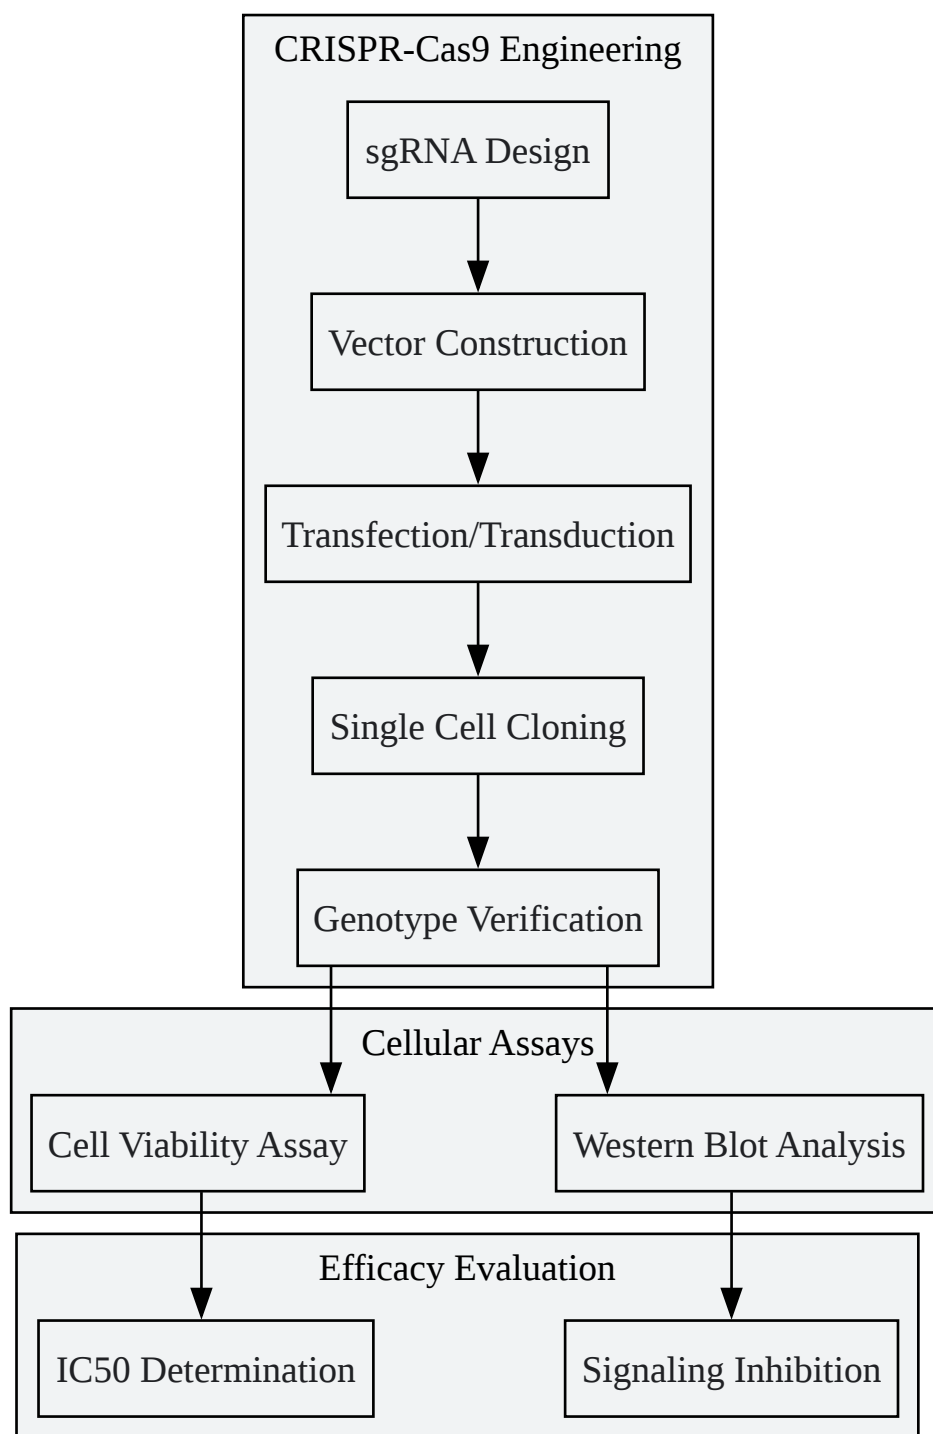 CRISPR-Cas9 Engineering
sgRNA Design
Vector Construction
Transfection/Transduction
Single Cell Cloning
Genotype Verification
Cellular Assays
Cell Viability Assay
Western Blot Analysis
Efficacy Evaluation
IC50 Determination
Signaling Inhibition